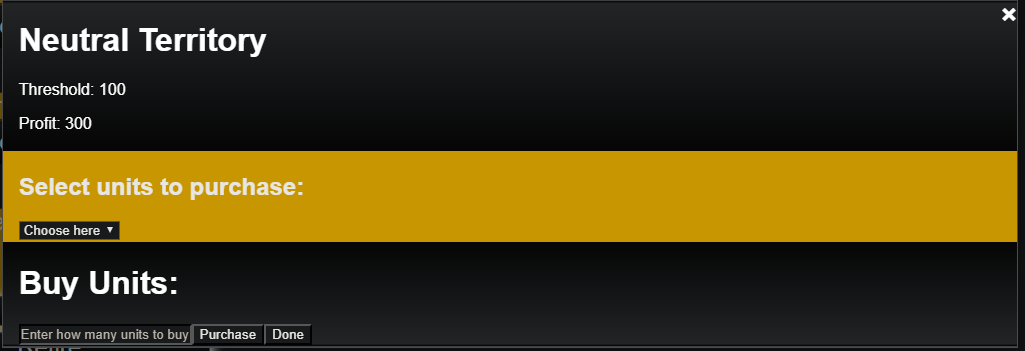 Neutral Territory
Threshold: 100
Profit: 300
Select units to purchase:
Choose here
Buy Units:
Enter how many units to buy Purchase Done